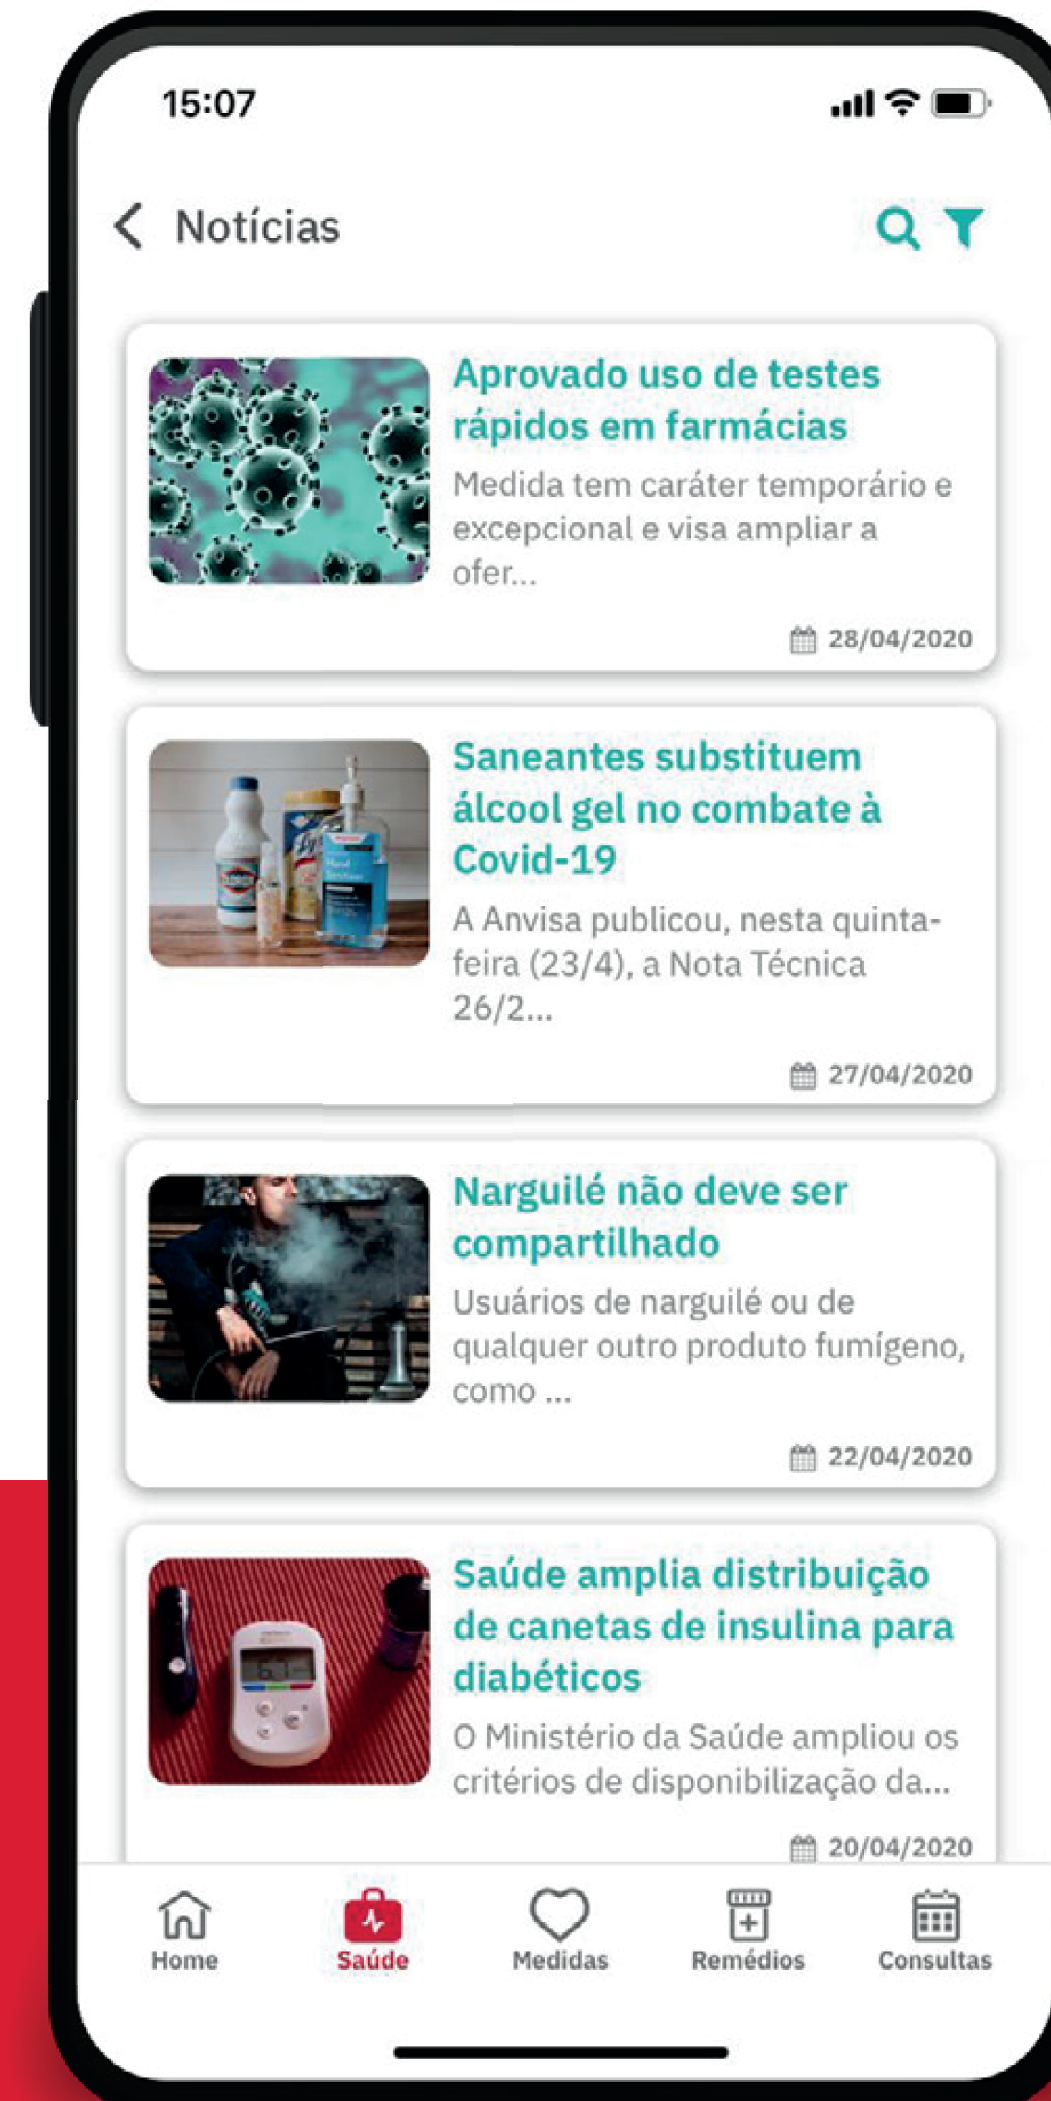 15:07
Notícias
Aprovado uso de testes
rápidos em farmácias
Medida tem caráter temporário e
excepcional e visa ampliar a
ofer...
28/04/2020
Saneantes substituem
álcool gel no combate à
Covid-19
A Anvisa publicou, nesta quinta-
feira (23/4), a Nota Técnica
26/2...
27/04/2020
Narguilé não deve ser
compartilhado
Usuários de narguilé ou de
qualquer outro produto fumígeno,
como ...
22/04/2020
Saúde amplia distribuição
de canetas de insulina para
diabéticos
O Ministério da Saúde ampliou os
critérios de disponibilização da...
20/04/2020
Home
Saúde
Medidas
Remédios
Consultas